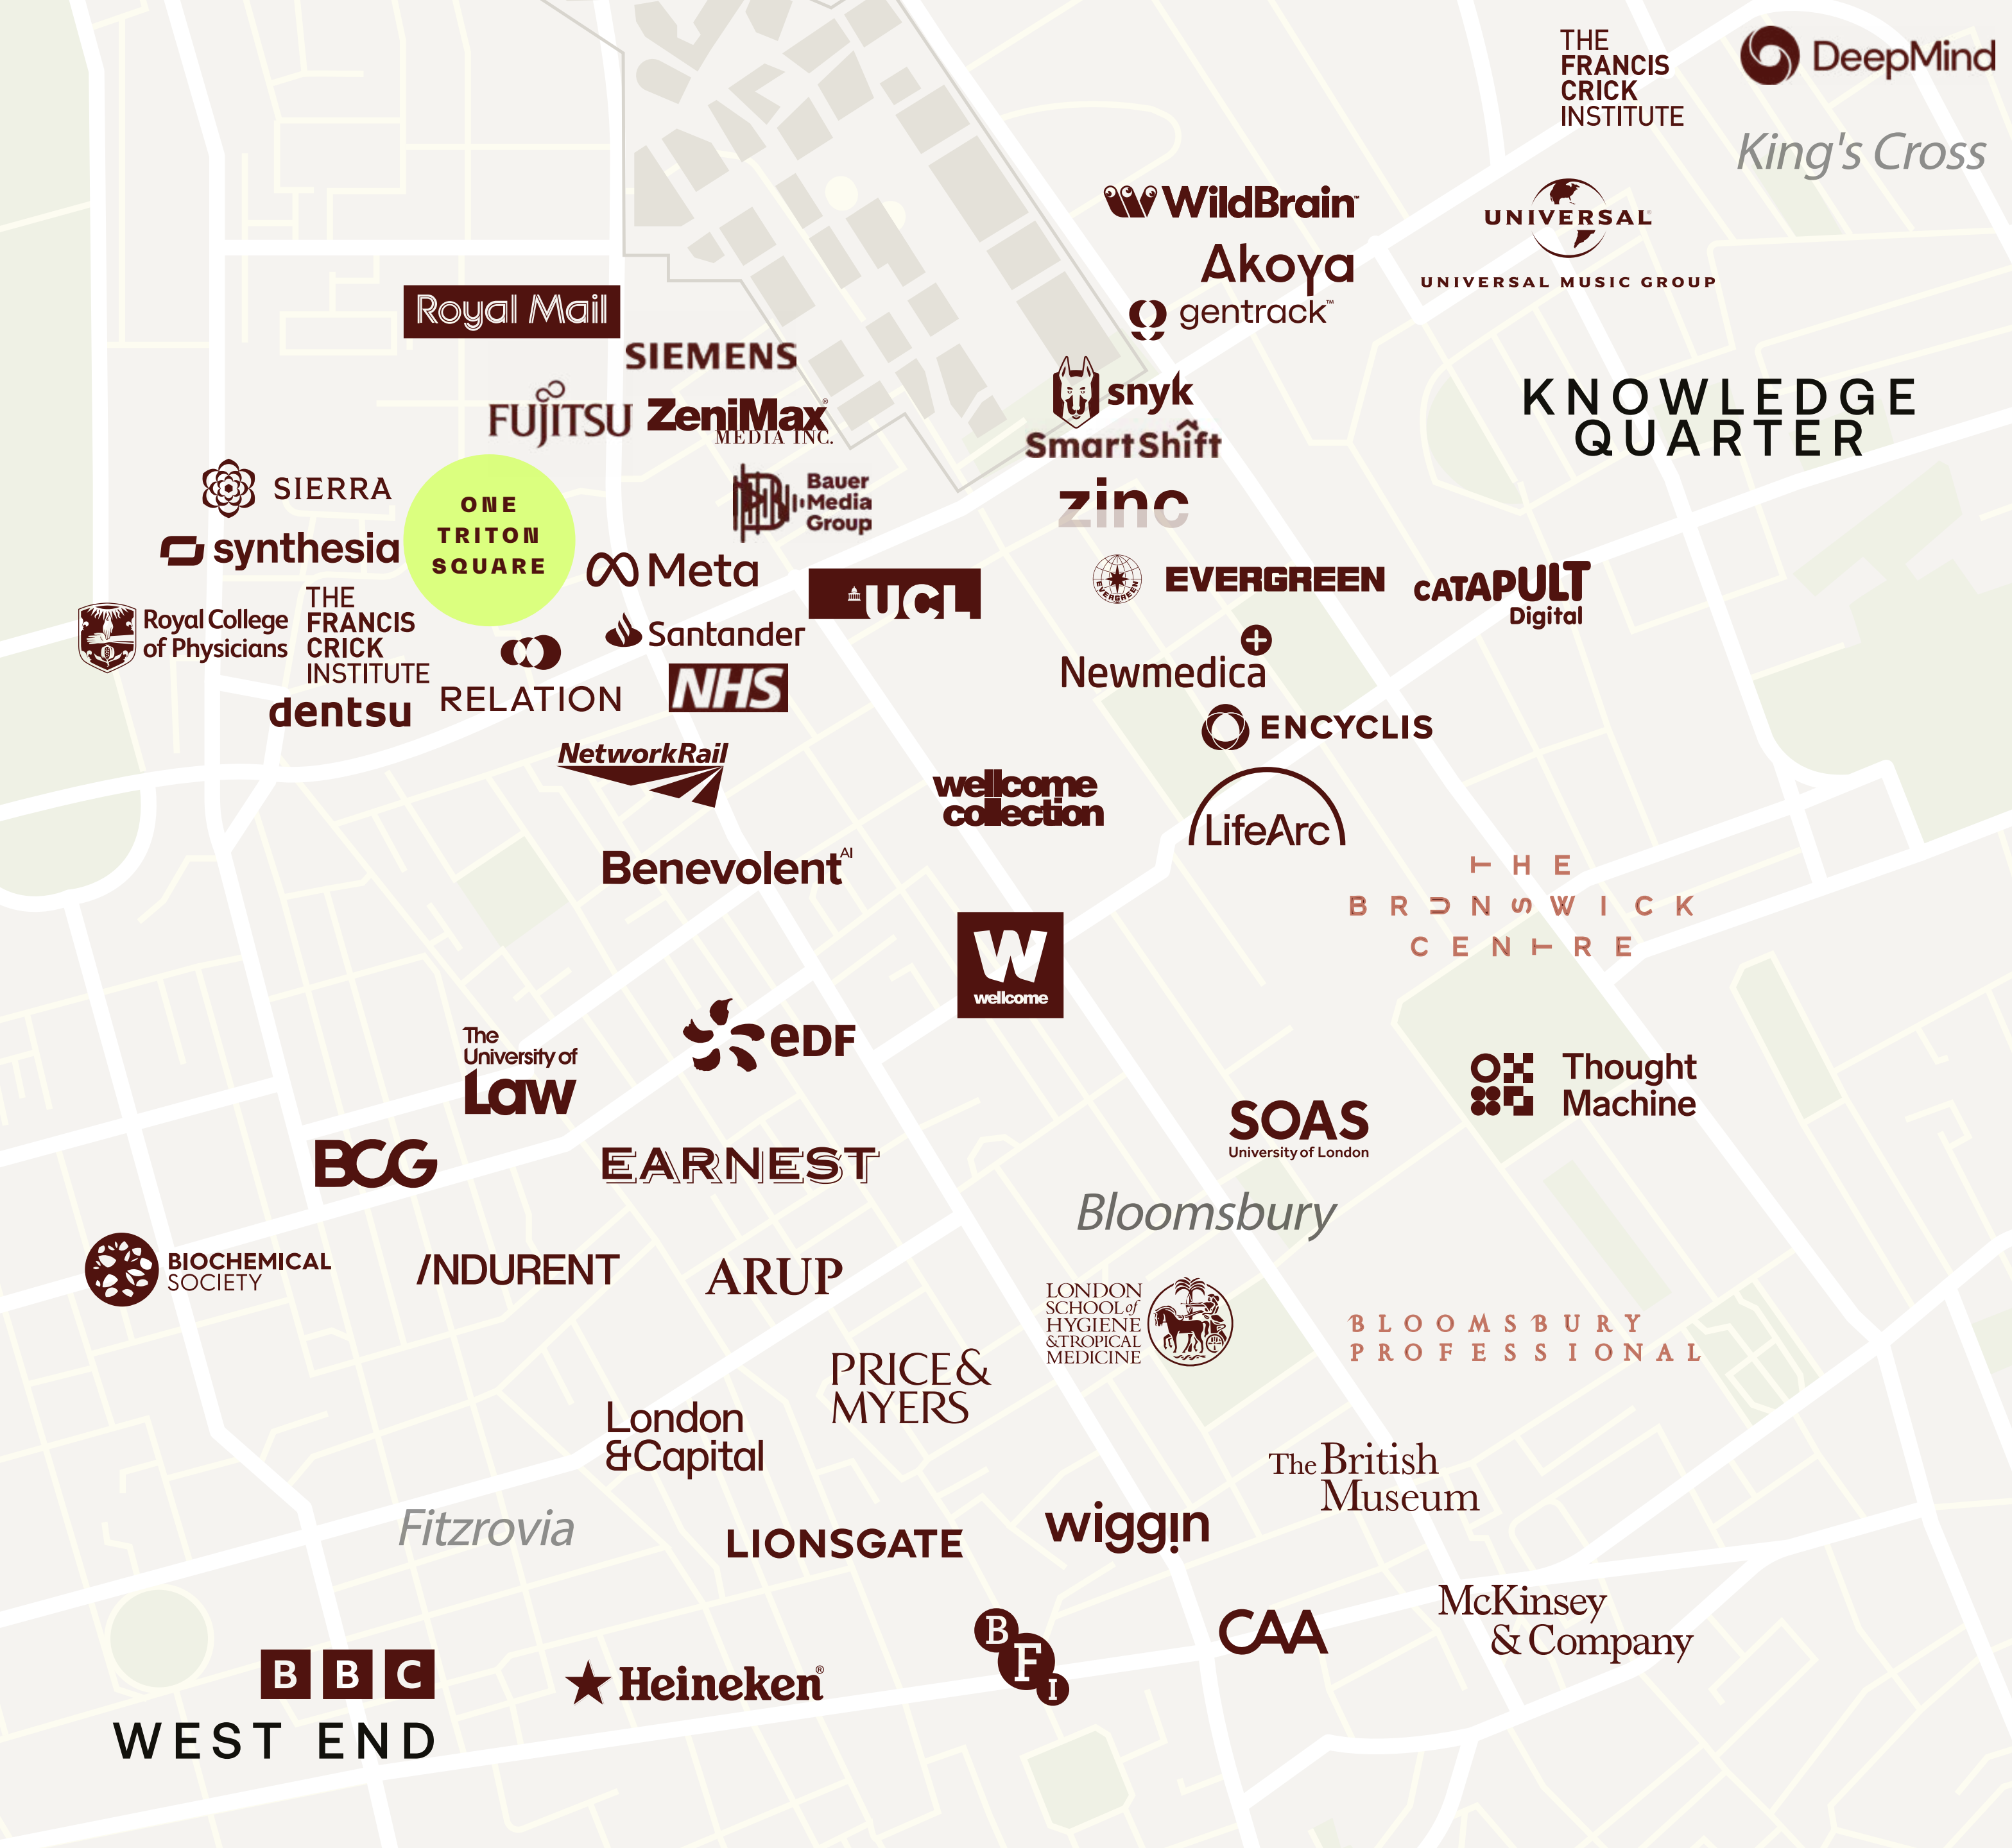 THE
FRANCIS
CRICK
INSTITUTE
DeepMind
King's Cross
WildBrain™
UNIVERSAL
UNIVERSAL MUSIC GROUP
Akoya
gentrack™
Royal Mail
SIEMENS
FUJITSU
ZeniMax®
MEDIA INC.
snyk
SmartShift
KNOWLEDGE
QUARTER
SIERRA
ONE
TRITON
SQUARE
Bauer
Media
Group
zinc
synthesia
Meta
UCL
EVERGREEN
EVERGREEN
CATAPULT
Digital
Royal College
of Physicians
THE
FRANCIS
CRICK
INSTITUTE
Santander
Newmedica
dentsu
RELATION
NHS
ENCYCLIS
NetworkRail
wellcome
collection
LifeArc
Benevolent AI
THE
BRUNSWICK
CENTRE
W
wellcome
The
University of
Law
eDF
Thought
Machine
SOAS
University of London
BCG
EARNEST
Bloomsbury
BIOCHEMICAL
SOCIETY
/NDURENT
ARUP
LONDON
SCHOOL of
HYGIENE
&TROPICAL
MEDICINE
BLOOMSBURY
PROFESSIONAL
PRICE&
MYERS
London
&Capital
The British
Museum
Fitzrovia
LIONSGATE
wiggin
BFI
CAA
McKinsey
& Company
BBC
Heineken®
WEST END